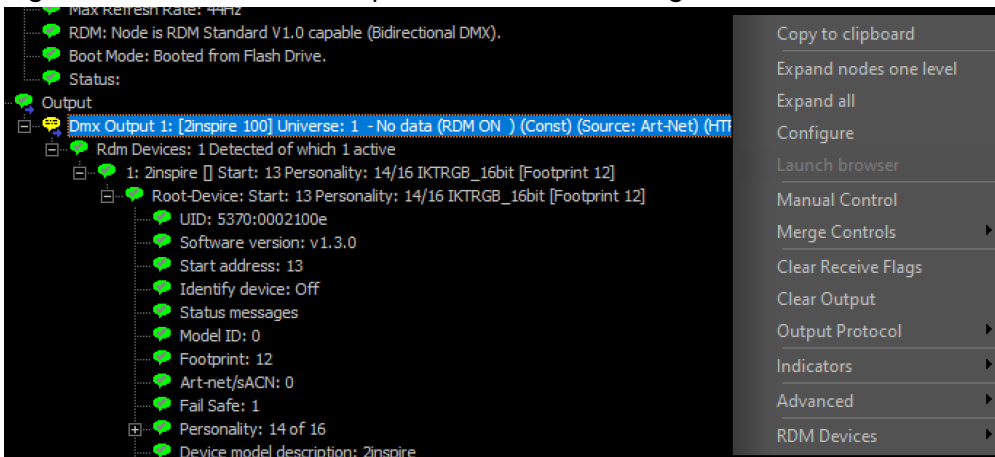 Max Refresh Rate: 44Hz
RDM: Node is RDM Standard V1.0 capable (Bidirectional DMX).
Boot Mode: Booted from Flash Drive.
Status:
Output
Dmx Output 1: [2inspire 100] Universe: 1 - No data (RDM ON ) (Const) (Source: Art-Net) (HTP
Rdm Devices: 1 Detected of which 1 active
1: 2inspire [] Start: 13 Personality: 14/16 IKTRGB_16bit [Footprint 12]
Root-Device: Start: 13 Personality: 14/16 IKTRGB_16bit [Footprint 12]
UID: 5370:0002100e
Software version: v1.3.0
Start address: 13
Identify device: Off
Status messages
Model ID: 0
Footprint: 12
Art-net/sACN: 0
Fail Safe: 1
Personality: 14 of 16
Device model description: 2inspire
Copy to clipboard
Expand nodes one level
Expand all
Configure
Launch browser
Manual Control
Merge Controls
Clear Receive Flags
Clear Output
Output Protocol
Indicators
Advanced
RDM Devices